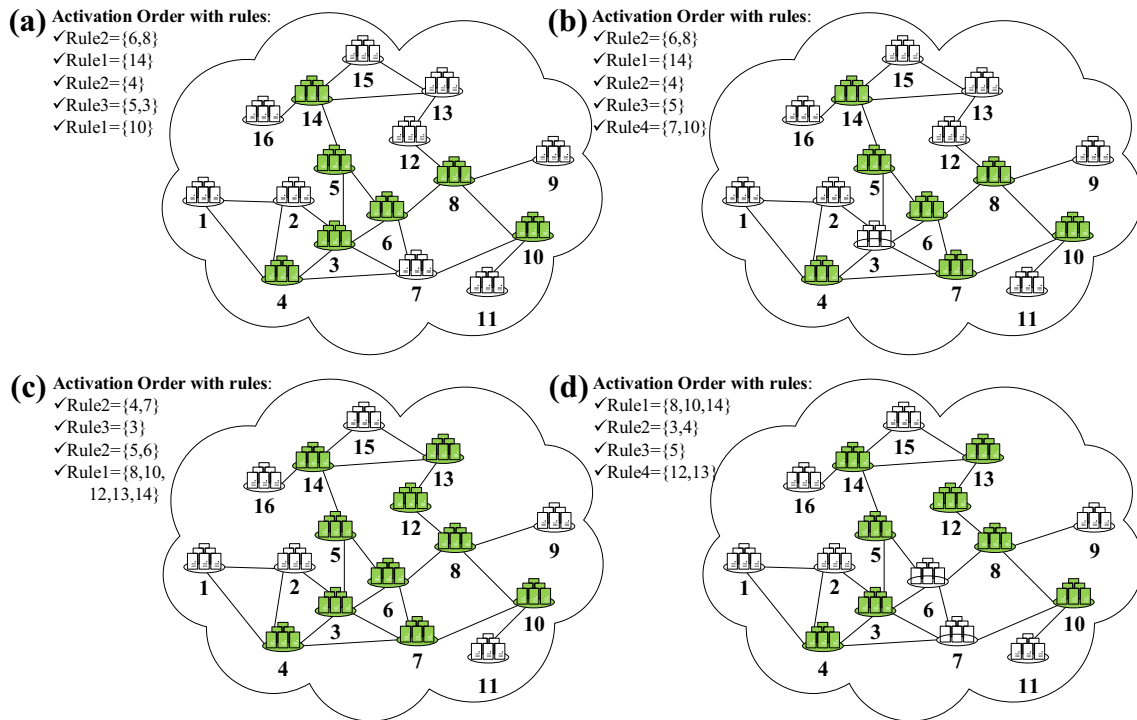 (a) Activation Order with rules:
✓Rule2={6,8}
✓Rule1={14}
✓Rule2={4}
✓Rule3={5,3}
✓Rule1={10}
15
13
14
16
12
9
5
8
1
2
6
3
10
7
4
11
(b) Activation Order with rules:
✓Rule2={6,8}
✓Rule1={14}
✓Rule2={4}
✓Rule3={5}
✓Rule4={7,10}
15
13
14
16
12
9
5
8
1
2
6
3
10
7
4
11
(c) Activation Order with rules:
✓Rule2={4,7}
✓Rule3={3}
✓Rule2={5,6}
✓Rule1={8,10,
12,13,14}
15
13
14
16
12
9
5
8
1
2
6
3
10
7
4
11
(d) Activation Order with rules:
✓Rule1={8,10,14}
✓Rule2={3,4}
✓Rule3={5}
✓Rule4={12,13}
15
13
14
16
12
9
5
8
1
2
6
3
10
7
4
11